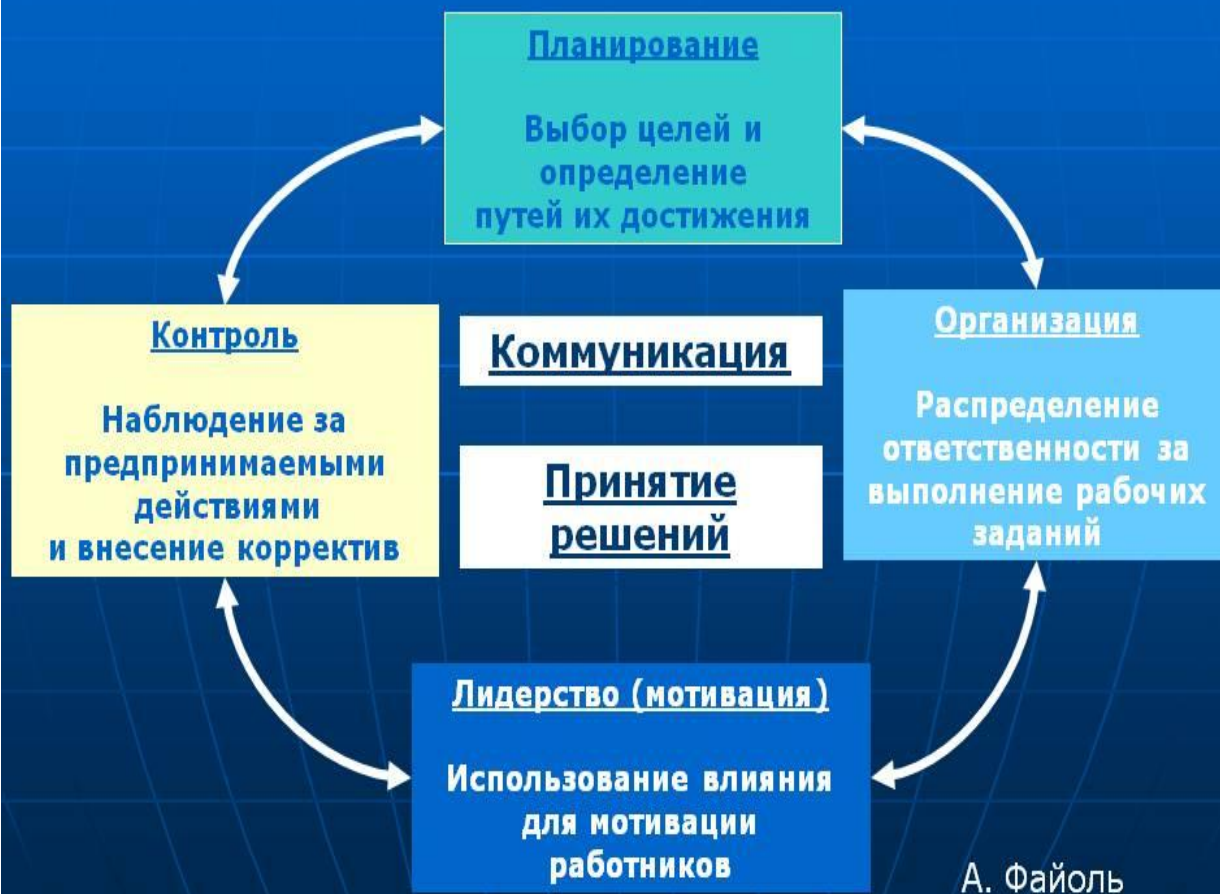 Планирование
Выбор целей и
определение
путей их достижения
Контроль
Наблюдение за
предпринимаемыми
действиями
и внесение корректив
Коммуникация
Принятие
решений
Организация
Распределение
ответственности за
выполнение рабочих
заданий
Лидерство (мотивация)
Использование влияния
для мотивации
работников
А. Файоль